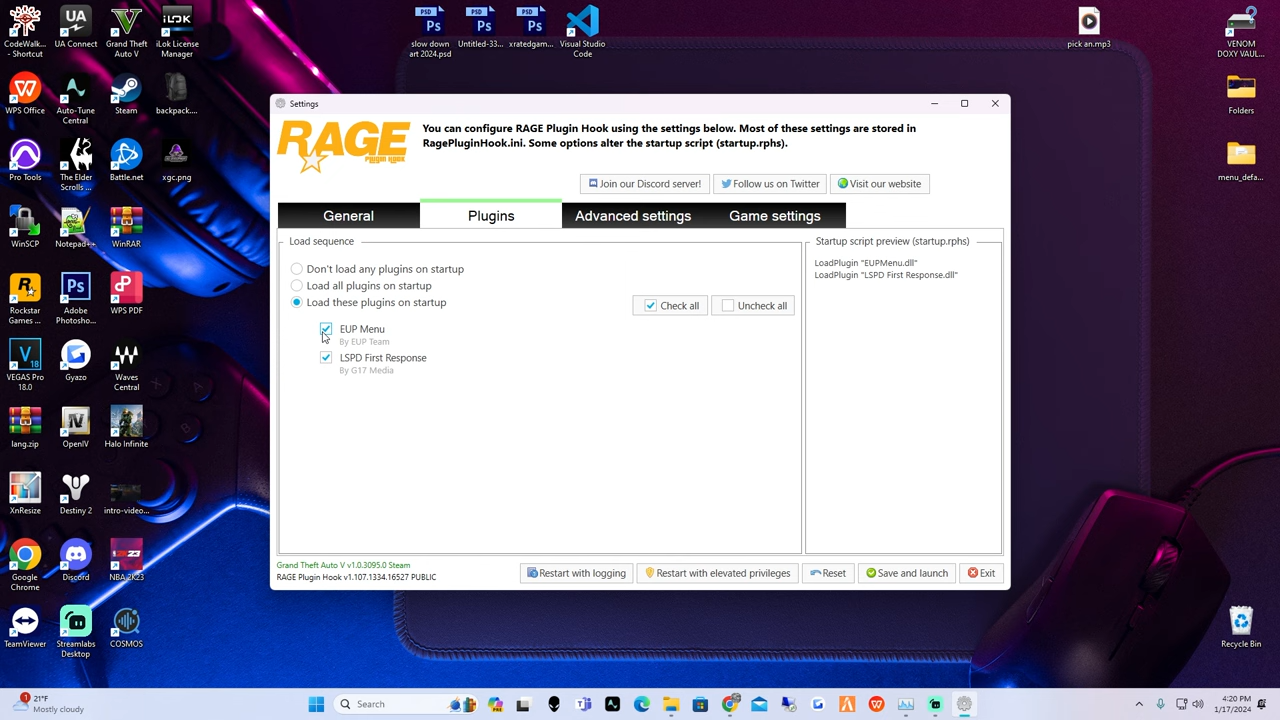 CodeWalk...
- Shortcut
UA Connect
Grand Theft
Auto V
iLOK
iLok License
Manager
slow down
art 2024.psd
Untitled-33...
xratedgam...
Visual Studio
Code
pick an.mp3
VENOM
DOXY VAUL...
WPS Office
Auto-Tune
Central
Steam
backpack....
Folders
Pro Tools
The Elder
Scrolls ...
Battle.net
xgc.png
menu_defa...
WinSCP
Notepad++
WinRAR
Rockstar
Games ...
Adobe
Photosho...
WPS PDF
VEGAS Pro
18.0
Gyazo
Waves
Central
lang.zip
OpenIV
Halo Infinite
XnResize
Destiny 2
intro-video...
Google
Chrome
Discord
NBA 2K23
TeamViewer
Streamlabs
Desktop
COSMOS
Recycle Bin
Settings
RAGE
PLUGIN HOOK
You can configure RAGE Plugin Hook using the settings below. Most of these settings are stored in
RagePluginHook.ini. Some options alter the startup script (startup.rphs).
Join our Discord server!
Follow us on Twitter
Visit our website
General
Plugins
Advanced settings
Game settings
Load sequence
Don't load any plugins on startup
Load all plugins on startup
Load these plugins on startup
Check all
Uncheck all
EUP Menu
By EUP Team
LSPD First Response
By G17 Media
Startup script preview (startup.rphs)
LoadPlugin "EUPMenu.dll"
LoadPlugin "LSPD First Response.dll"
Grand Theft Auto V v1.0.3095.0 Steam
RAGE Plugin Hook v1.107.1334.16527 PUBLIC
Restart with logging
Restart with elevated privileges
Reset
Save and launch
Exit
1
21°F
Mostly cloudy
Search
4:20 PM
1/17/2024